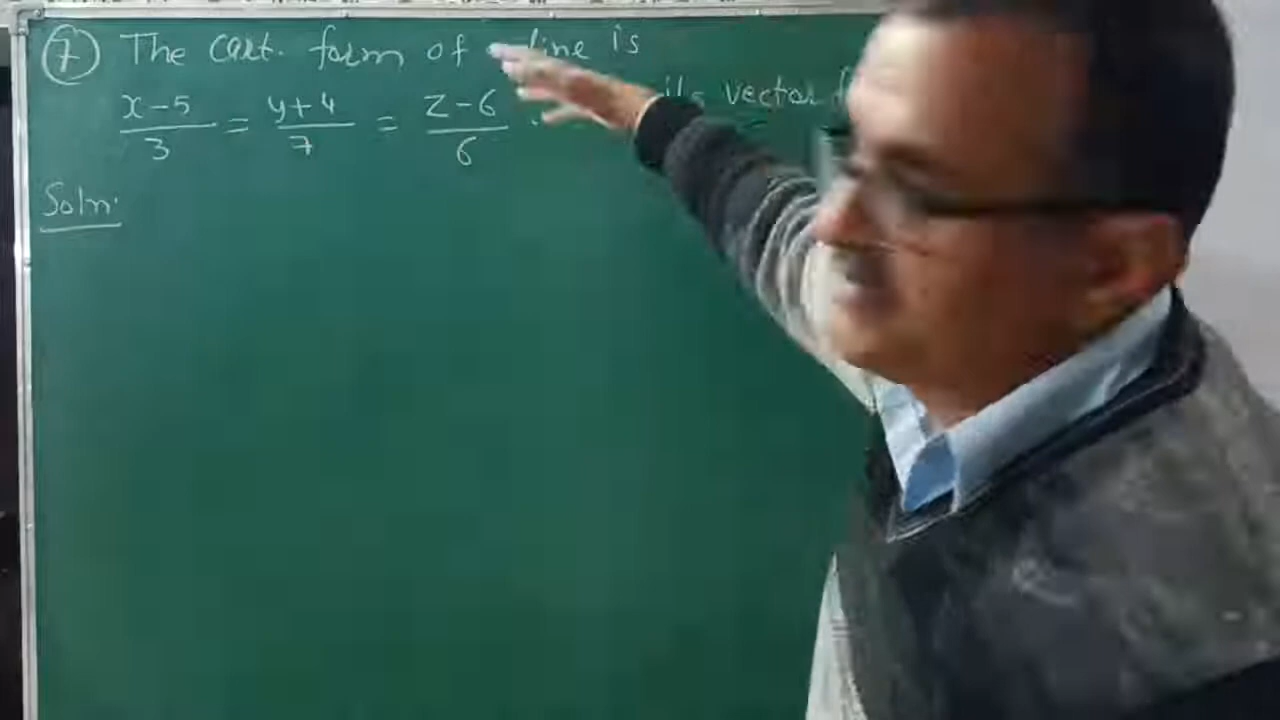 7 The cart. form of line is
x-5/3 = y+4/7 = z-6/6 . its vector
Soln.